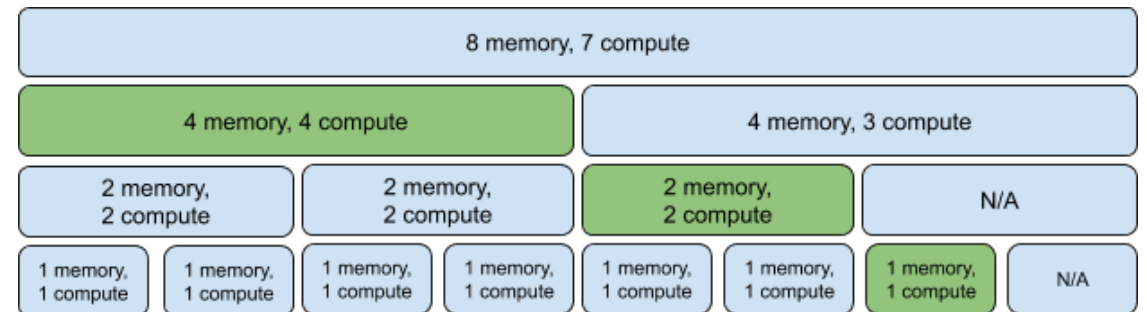 8 memory, 7 compute
4 memory, 4 compute
4 memory, 3 compute
2 memory,
2 compute
2 memory,
2 compute
2 memory,
2 compute
N/A
1 memory,
1 compute
1 memory,
1 compute
1 memory,
1 compute
1 memory,
1 compute
1 memory,
1 compute
1 memory,
1 compute
1 memory,
1 compute
N/A